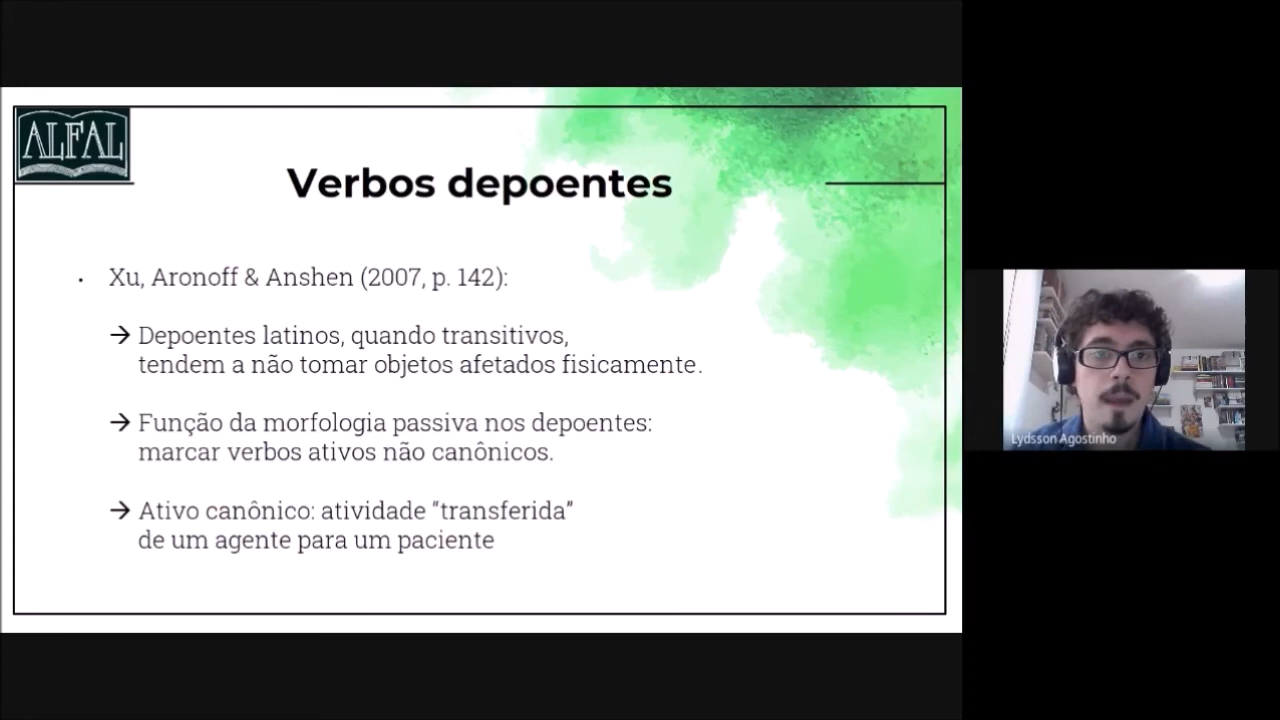 ALFAL
Verbos depoentes
• Xu, Aronoff & Anshen (2007, p. 142):
→ Depoentes latinos, quando transitivos,
tendem a não tomar objetos afetados fisicamente.
→ Função da morfologia passiva nos depoentes:
marcar verbos ativos não canônicos.
→ Ativo canônico: atividade “transferida”
de um agente para um paciente
Lydsson Agostinho